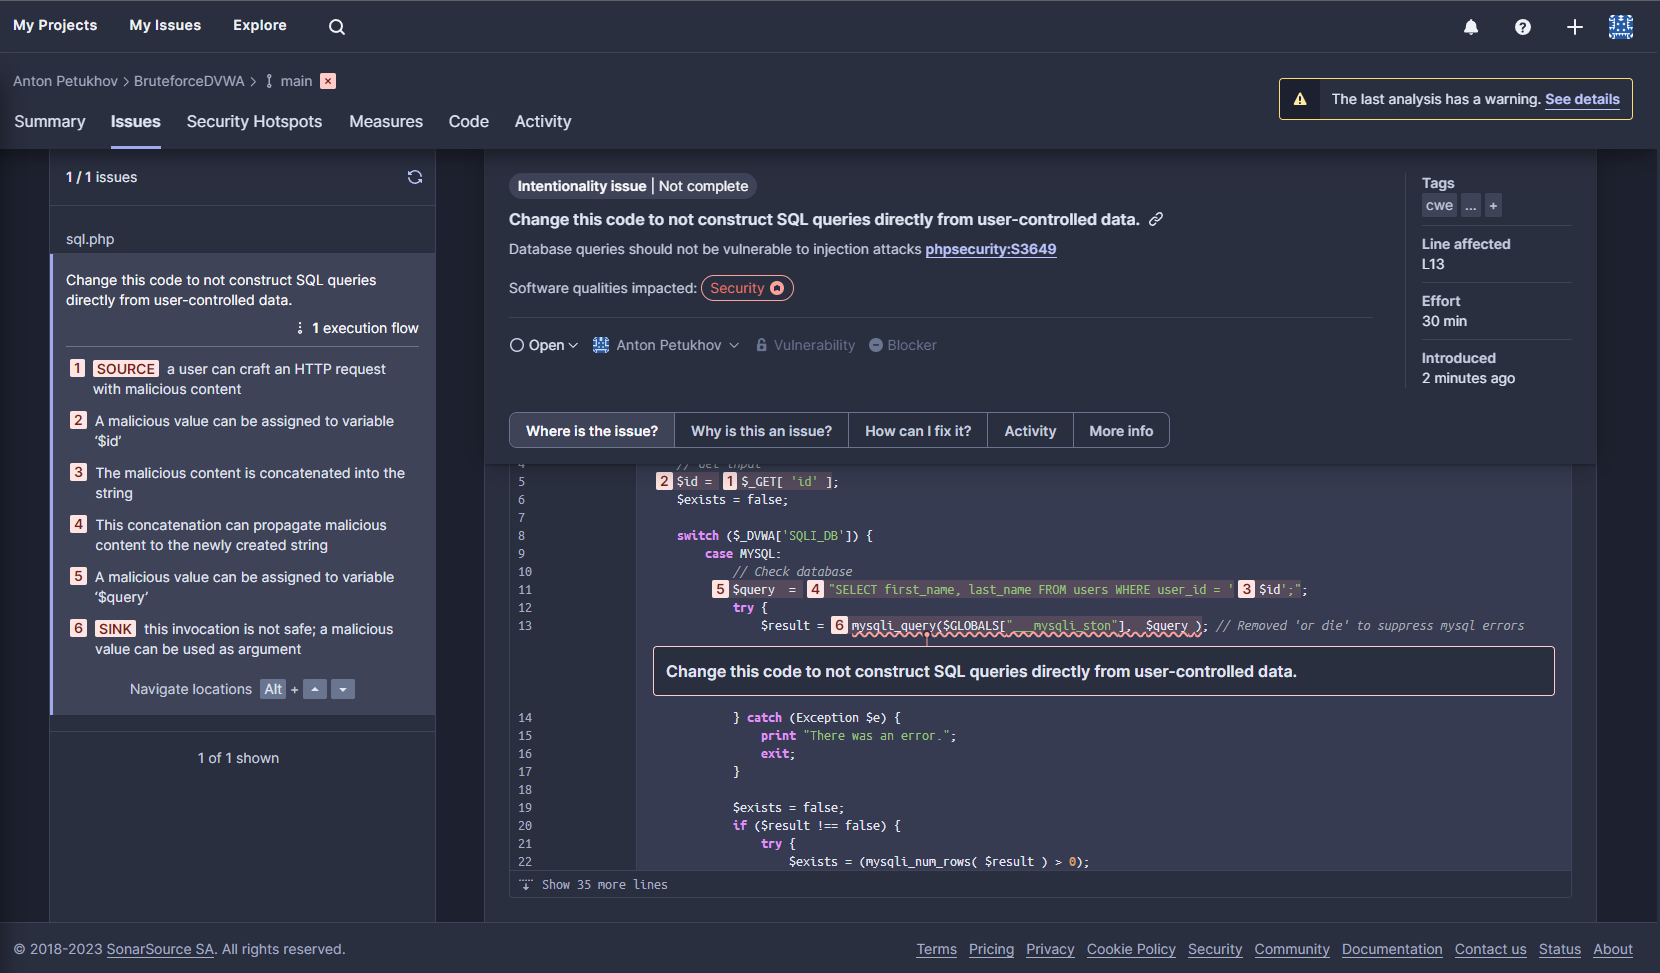 My Projects My Issues Explore
Anton Petukhov > BruteforceDVWA > main
The last analysis has a warning. See details
Summary Issues Security Hotspots Measures Code Activity
1 / 1 issues
sql.php
Change this code to not construct SQL queries
directly from user-controlled data.
1 execution flow
1 SOURCE a user can craft an HTTP request
with malicious content
2 A malicious value can be assigned to variable
‘$id’
3 The malicious content is concatenated into the
string
4 This concatenation can propagate malicious
content to the newly created string
5 A malicious value can be assigned to variable
‘$query’
6 SINK this invocation is not safe; a malicious
value can be used as argument
Navigate locations Alt +
1 of 1 shown
Intentionality issue | Not complete
Change this code to not construct SQL queries directly from user-controlled data.
Database queries should not be vulnerable to injection attacks phpsecurity:S3649
Software qualities impacted: Security
Open Anton Petukhov Vulnerability Blocker
Tags
cwe ... +
Line affected
L13
Effort
30 min
Introduced
2 minutes ago
Where is the issue? Why is this an issue? How can I fix it? Activity More info
4 // Get input
5 2 $id = 1 $_GET[ 'id' ];
6 $exists = false;
7
8 switch ($_DVWA['SQLI_DB']) {
9 case MYSQL:
10 // Check database
11 5 $query = 4 "SELECT first_name, last_name FROM users WHERE user_id = ' 3 $id';";
12 try {
13 $result = 6 mysqli_query($GLOBALS["___mysqli_ston"], $query ); // Removed 'or die' to suppress mysql errors
Change this code to not construct SQL queries directly from user-controlled data.
14 } catch (Exception $e) {
15 print "There was an error.";
16 exit;
17 }
18
19 $exists = false;
20 if ($result !== false) {
21 try {
22 $exists = (mysqli_num_rows( $result ) > 0);
Show 35 more lines
© 2018-2023 SonarSource SA. All rights reserved.
Terms Pricing Privacy Cookie Policy Security Community Documentation Contact us Status About